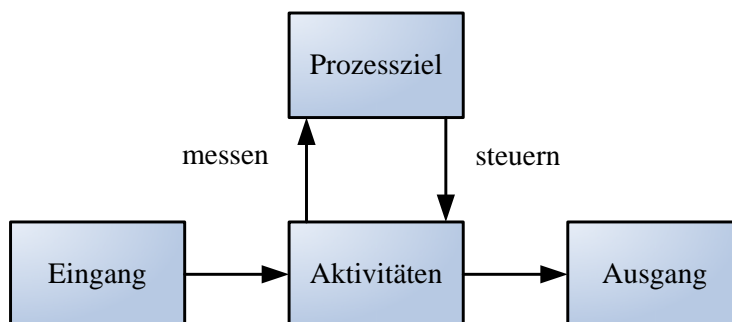 Prozessziel
messen
steuern
Eingang
Aktivitäten
Ausgang